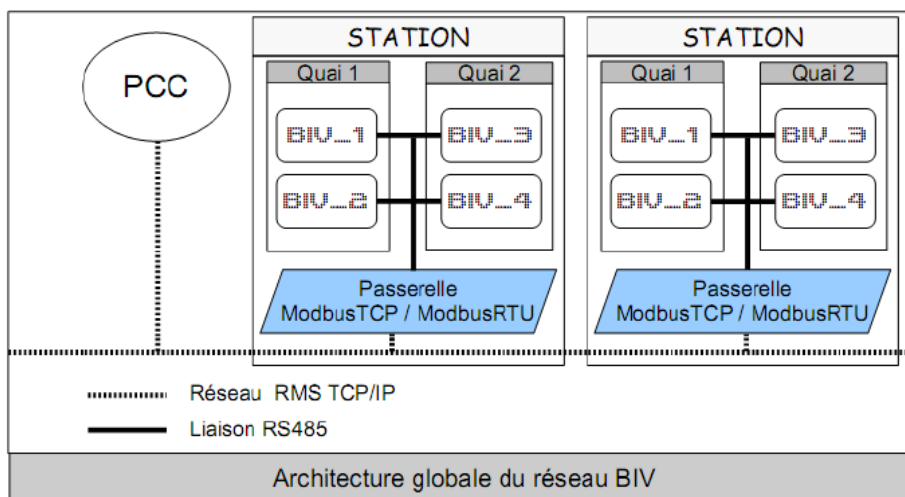 PCC
STATION
Quai 1
Quai 2
BIV_1
BIV_3
BIV_2
BIV_4
Passerelle
ModbusTCP / ModbusRTU
STATION
Quai 1
Quai 2
BIV_1
BIV_3
BIV_2
BIV_4
Passerelle
ModbusTCP / ModbusRTU
Réseau RMS TCP/IP
Liaison RS485
Architecture globale du réseau BIV